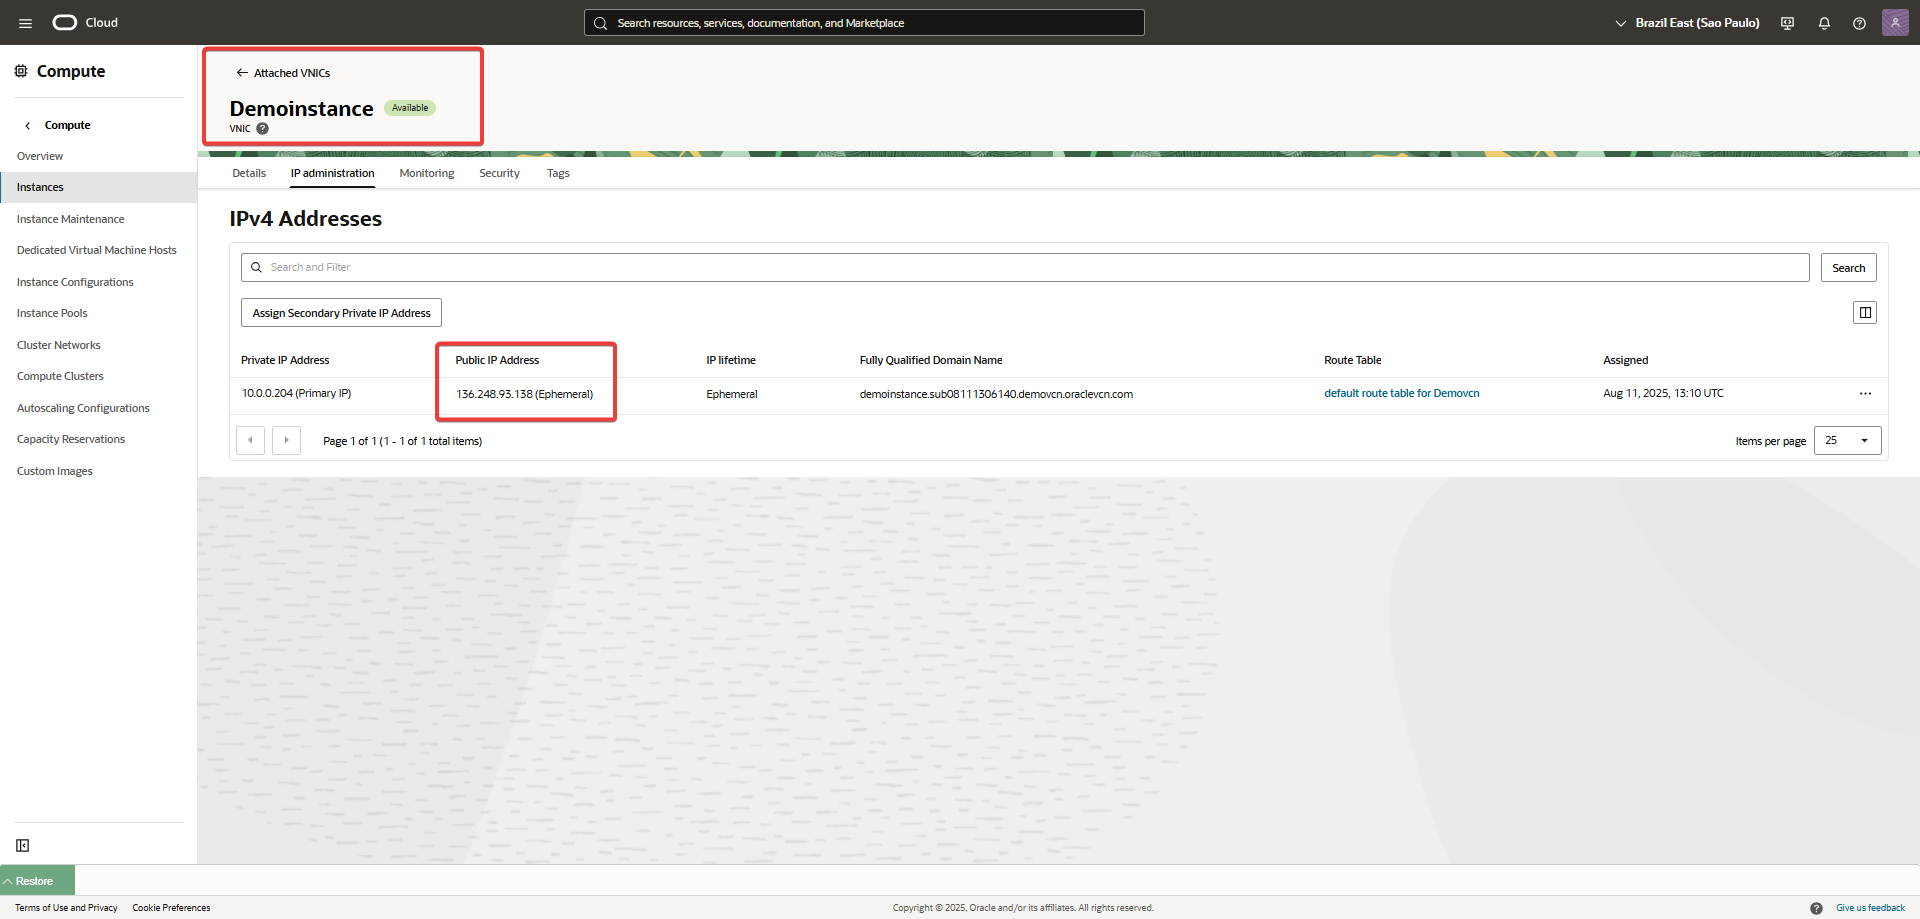 Cloud
Search resources, services, documentation, and Marketplace
Brazil East (Sao Paulo)
Compute
Compute
Overview
Instances
Instance Maintenance
Dedicated Virtual Machine Hosts
Instance Configurations
Instance Pools
Cluster Networks
Compute Clusters
Autoscaling Configurations
Capacity Reservations
Custom Images
Attached VNICs
Demoinstance Available
VNIC
Details IP administration Monitoring Security Tags
IPv4 Addresses
Search and Filter Search
Assign Secondary Private IP Address
Private IP Address Public IP Address IP lifetime Fully Qualified Domain Name Route Table Assigned
10.0.0.204 (Primary IP) 136.248.93.138 (Ephemeral) Ephemeral demoinstance.sub08111306140.demovcn.oraclevcn.com default route table for Demovcn Aug 11, 2025, 13:10 UTC
Page 1 of 1 (1 - 1 of 1 total items) Items per page 25
Restore
Terms of Use and Privacy Cookie Preferences Copyright © 2025, Oracle and/or its affiliates. All rights reserved. Give us feedback